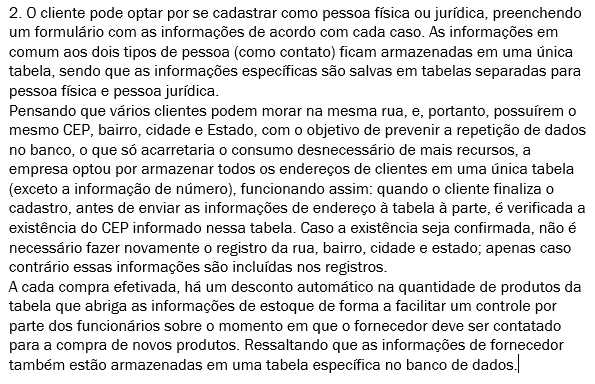 2. O cliente pode optar por se cadastrar como pessoa física ou jurídica, preenchendo
um formulário com as informações de acordo com cada caso. As informações em
comum aos dois tipos de pessoa (como contato) ficam armazenadas em uma única
tabela, sendo que as informações específicas são salvas em tabelas separadas para
pessoa física e pessoa jurídica.
Pensando que vários clientes podem morar na mesma rua, e, portanto, possuírem o
mesmo CEP, bairro, cidade e Estado, com o objetivo de prevenir a repetição de dados
no banco, o que só acarretaria o consumo desnecessário de mais recursos, a
empresa optou por armazenar todos os endereços de clientes em uma única tabela
(exceto a informação de número), funcionando assim: quando o cliente finaliza o
cadastro, antes de enviar as informações de endereço à tabela à parte, é verificada a
existência do CEP informado nessa tabela. Caso a existência seja confirmada, não é
necessário fazer novamente o registro da rua, bairro, cidade e estado; apenas caso
contrário essas informações são incluídas nos registros.
A cada compra efetivada, há um desconto automático na quantidade de produtos da
tabela que abriga as informações de estoque de forma a facilitar um controle por
parte dos funcionários sobre o momento em que o fornecedor deve ser contatado
para a compra de novos produtos. Ressaltando que as informações de fornecedor
também estão armazenadas em uma tabela específica no banco de dados.